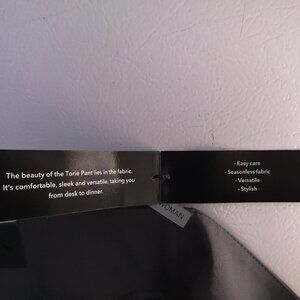 The beauty of the Torie Pant lies in the fabric.
It's comfortable, sleek and versatile, taking you
from desk to dinner.
- Easy care
- Seasonless fabric
- Versatile
- Stylish
WOMAN